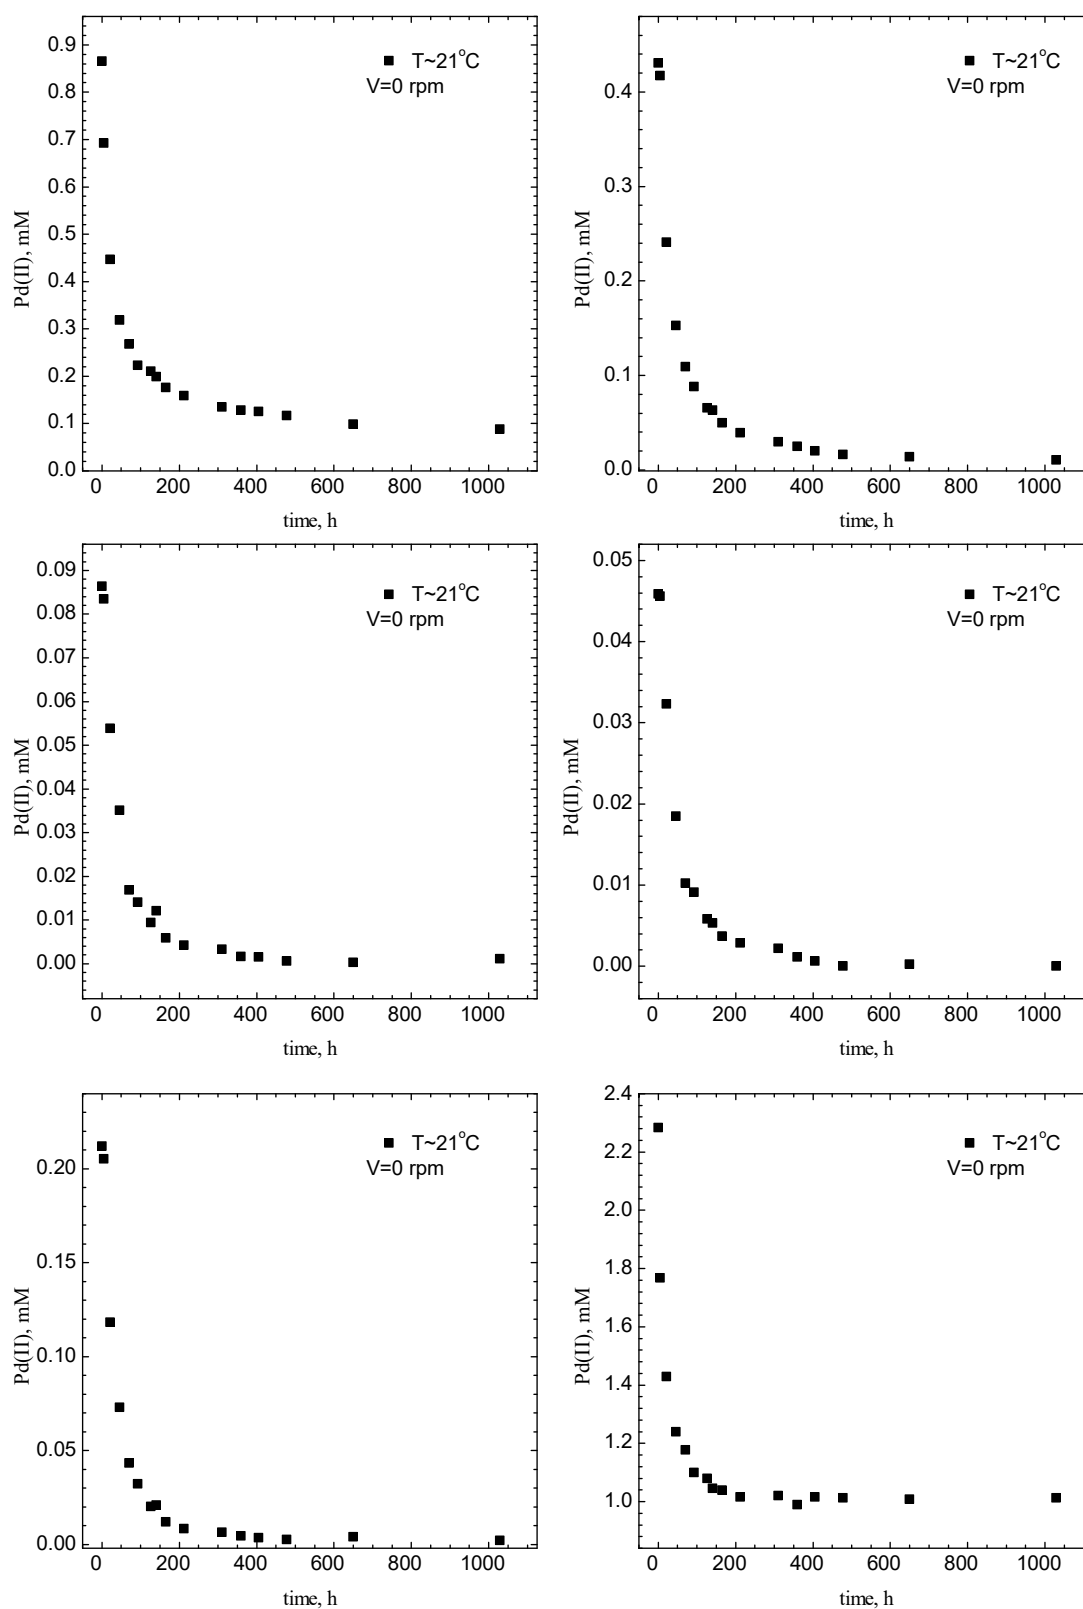 T~21°C
V=0 rpm
Pd(II), mM
0.9
0.8
0.7
0.6
0.5
0.4
0.3
0.2
0.1
0.0
0 200 400 600 800 1000
time, h
T~21°C
V=0 rpm
Pd(II), mM
0.4
0.3
0.2
0.1
0.0
0 200 400 600 800 1000
time, h
T~21°C
V=0 rpm
Pd(II), mM
0.09
0.08
0.07
0.06
0.05
0.04
0.03
0.02
0.01
0.00
0 200 400 600 800 1000
time, h
T~21°C
V=0 rpm
Pd(II), mM
0.05
0.04
0.03
0.02
0.01
0.00
0 200 400 600 800 1000
time, h
T~21°C
V=0 rpm
Pd(II), mM
0.20
0.15
0.10
0.05
0.00
0 200 400 600 800 1000
time, h
T~21°C
V=0 rpm
Pd(II), mM
2.4
2.2
2.0
1.8
1.6
1.4
1.2
1.0
0 200 400 600 800 1000
time, h